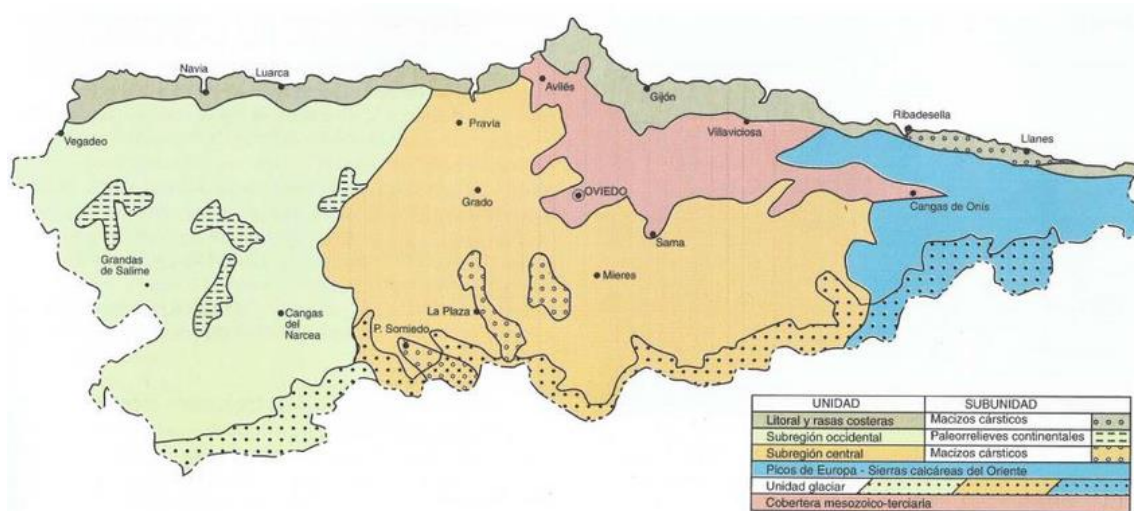 Navia
Luarca
Avilés
Gijón
Ribadesella
Vegadeo
Pravia
Villaviciosa
Llanes
Grado
OVIEDO
Cangas de Onís
Sama
Grandas
de Salime
Mieres
La Plaza
Cangas
del
Narcea
P. Somiedo
UNIDAD SUBUNIDAD
Litoral y rasas costeras Macizos cársticos
Subregión occidental Paleorrelieves continentales
Subregión central Macizos cársticos
Picos de Europa - Sierras calcáreas del Oriente
Unidad glaciar
Cobertera mesozoico-terciaria